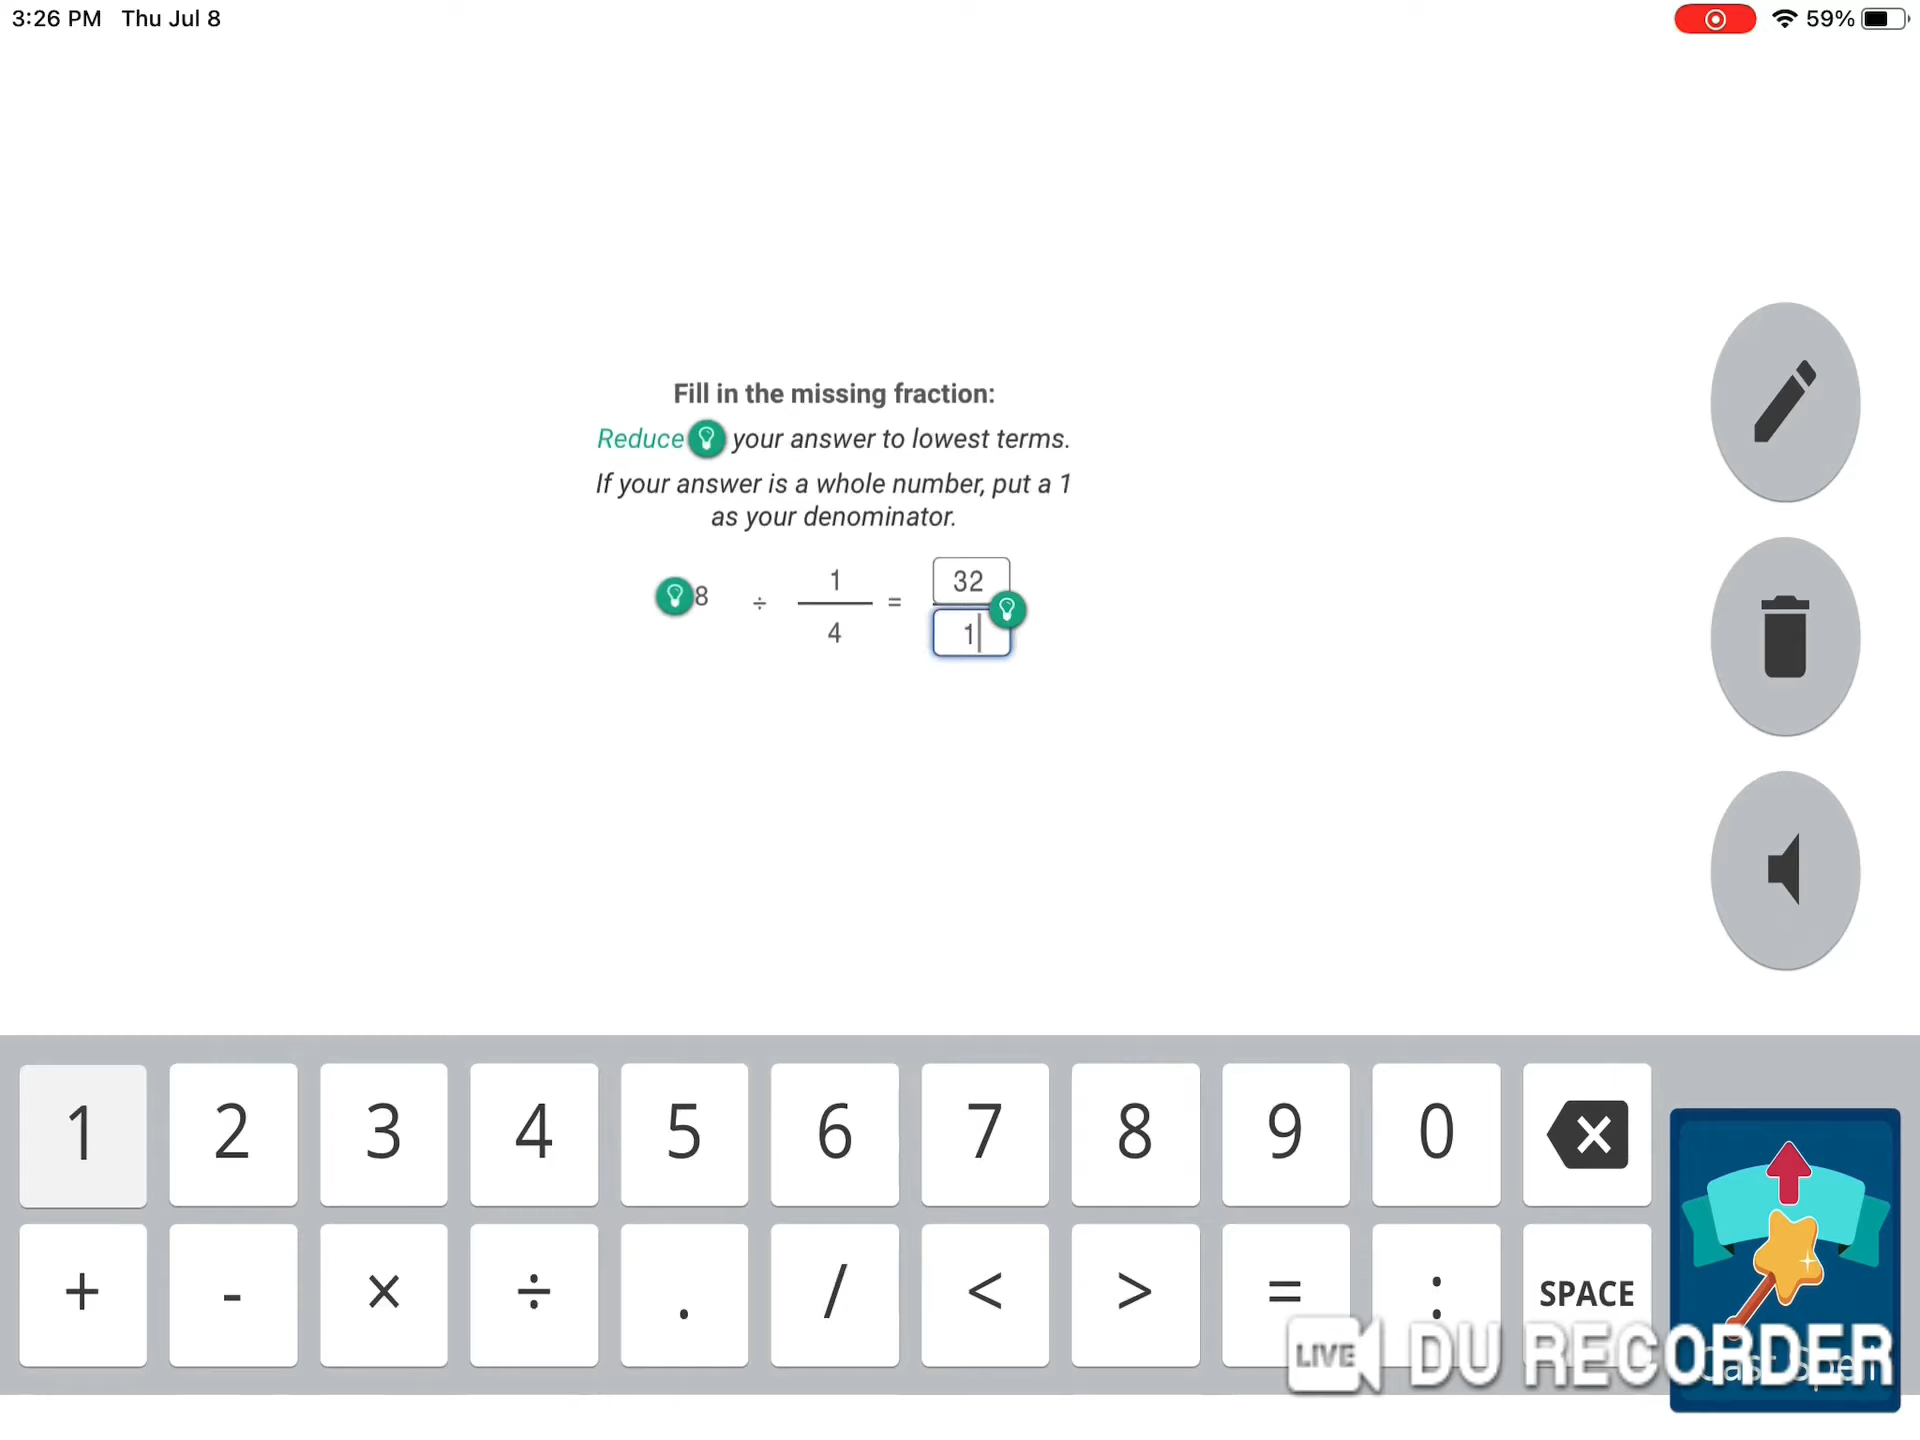 3:26 PM Thu Jul 8
59%
Fill in the missing fraction:
Reduce your answer to lowest terms.
If your answer is a whole number, put a 1
as your denominator.
8 ÷ 1/4 = 32/1
1 2 3 4 5 6 7 8 9 0
+ - × ÷ . / < > = : SPACE
Cast Spell
LIVE DU RECORDER